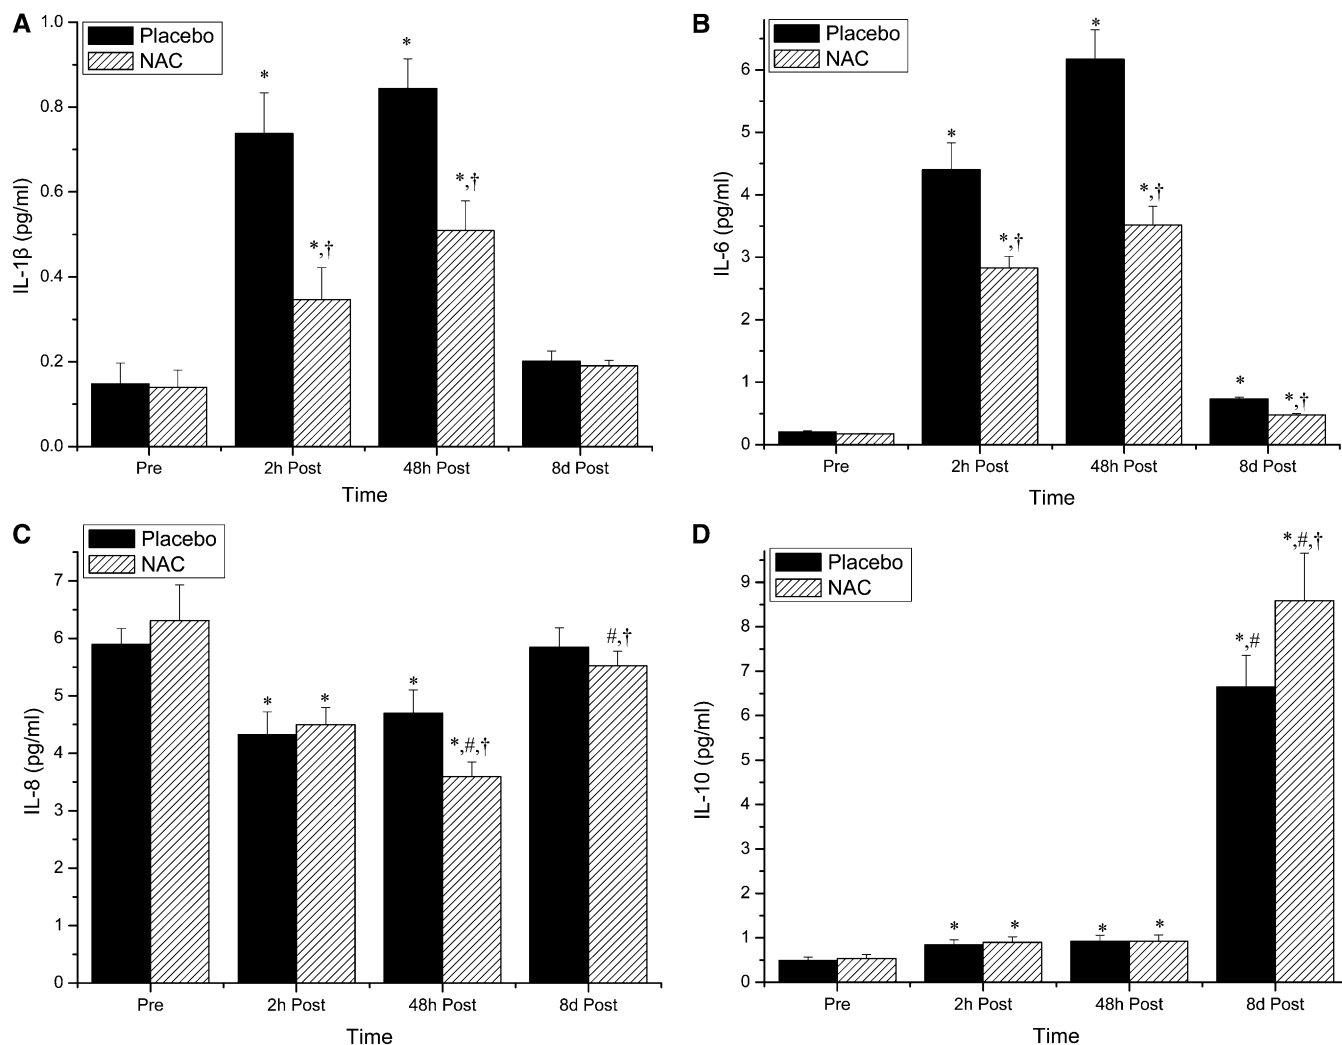 A
Placebo
NAC
IL-1β (pg/ml)
1.0
0.8
0.6
0.4
0.2
0.0
*
*,†
*
*,†
Pre
2h Post
48h Post
8d Post
Time
B
Placebo
NAC
IL-6 (pg/ml)
6
5
4
3
2
1
0
*
*,†
*
*,†
*
*,†
Pre
2h Post
48h Post
8d Post
Time
C
Placebo
NAC
IL-8 (pg/ml)
7
6
5
4
3
2
1
0
*
*
*
*,#,†
#,†
Pre
2h Post
48h Post
8d Post
Time
D
Placebo
NAC
IL-10 (pg/ml)
9
8
7
6
5
4
3
2
1
0
*
*
*
*
*,#
*,#,†
Pre
2h Post
48h Post
8d Post
Time